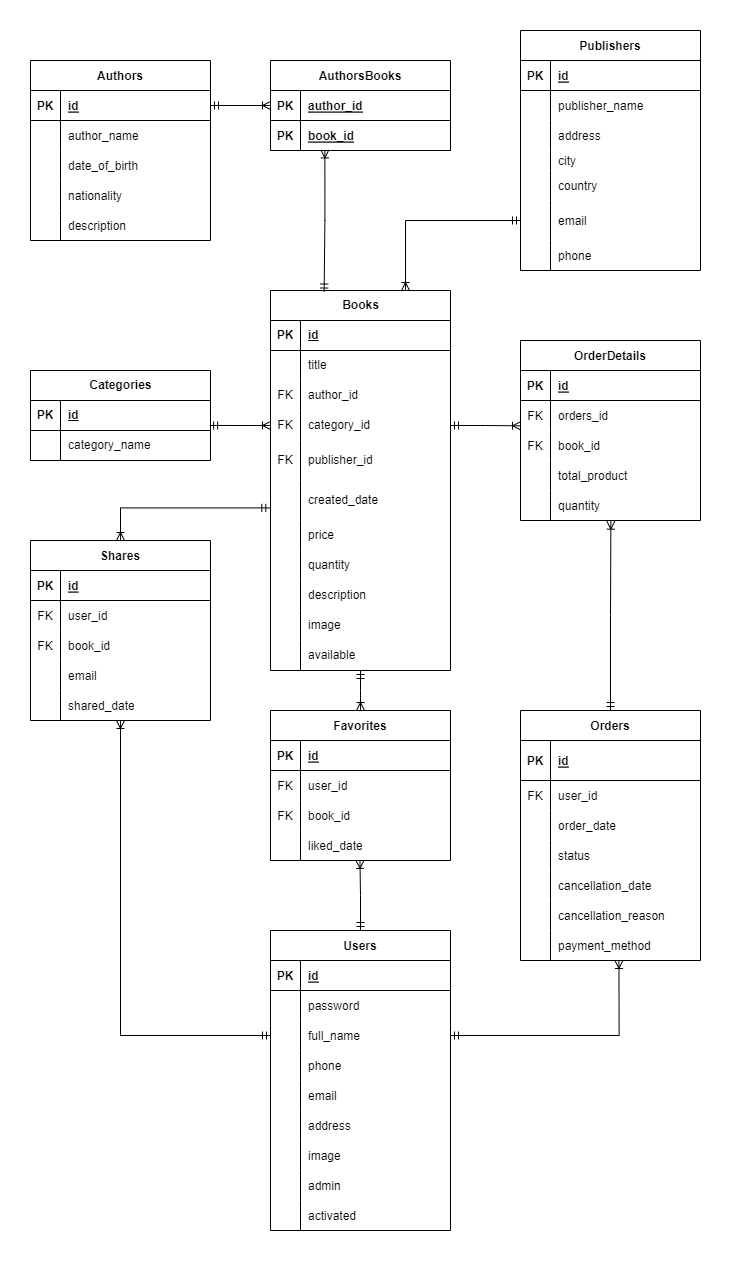 Authors
PK id
author_name
date_of_birth
nationality
description
AuthorsBooks
PK author_id
PK book_id
Publishers
PK id
publisher_name
address
city
country
email
phone
Books
PK id
title
FK author_id
FK category_id
FK publisher_id
created_date
price
quantity
description
image
available
Categories
PK id
category_name
OrderDetails
PK id
FK orders_id
FK book_id
total_product
quantity
Shares
PK id
FK user_id
FK book_id
email
shared_date
Favorites
PK id
FK user_id
FK book_id
liked_date
Orders
PK id
FK user_id
order_date
status
cancellation_date
cancellation_reason
payment_method
Users
PK id
password
full_name
phone
email
address
image
admin
activated